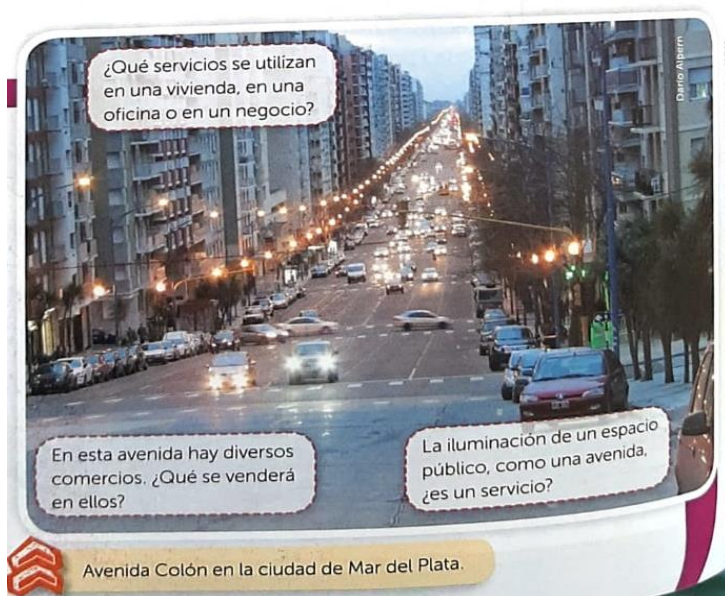 ¿Qué servicios se utilizan
en una vivienda, en una
oficina o en un negocio?
Darío Alpern
En esta avenida hay diversos
comercios. ¿Qué se venderá
en ellos?
La iluminación de un espacio
público, como una avenida,
¿es un servicio?
Avenida Colón en la ciudad de Mar del Plata.